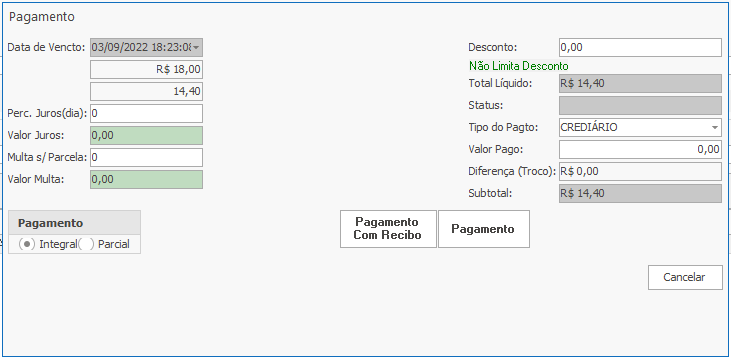 Pagamento
Data de Vencto: 03/09/2022 18:23:08
R$ 18,00
14,40
Perc. Juros(dia): 0
Valor Juros: 0,00
Multa s/ Parcela: 0
Valor Multa: 0,00
Desconto: 0,00
Não Limita Desconto
Total Líquido: R$ 14,40
Status:
Tipo do Pagto: CREDIÁRIO
Valor Pago: 0,00
Diferença (Troco): R$ 0,00
Subtotal: R$ 14,40
Pagamento
Integral Parcial
Pagamento
Com Recibo
Pagamento
Cancelar